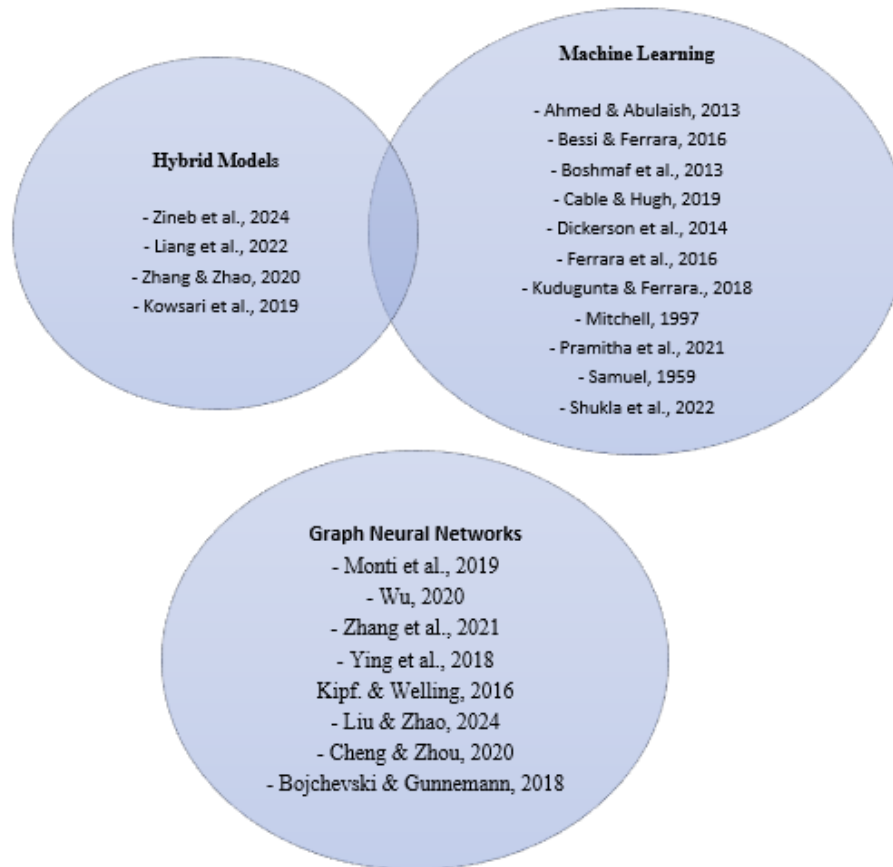 Hybrid Models
- Zineb et al., 2024
- Liang et al., 2022
- Zhang & Zhao, 2020
- Kowsari et al., 2019
Machine Learning
- Ahmed & Abulaish, 2013
- Bessi & Ferrara, 2016
- Boshmaf et al., 2013
- Cable & Hugh, 2019
- Dickerson et al., 2014
- Ferrara et al., 2016
- Kudugunta & Ferrara., 2018
- Mitchell, 1997
- Pramitha et al., 2021
- Samuel, 1959
- Shukla et al., 2022
Graph Neural Networks
- Monti et al., 2019
- Wu, 2020
- Zhang et al., 2021
- Ying et al., 2018
Kipf. & Welling, 2016
- Liu & Zhao, 2024
- Cheng & Zhou, 2020
- Bojchevski & Gunnemann, 2018